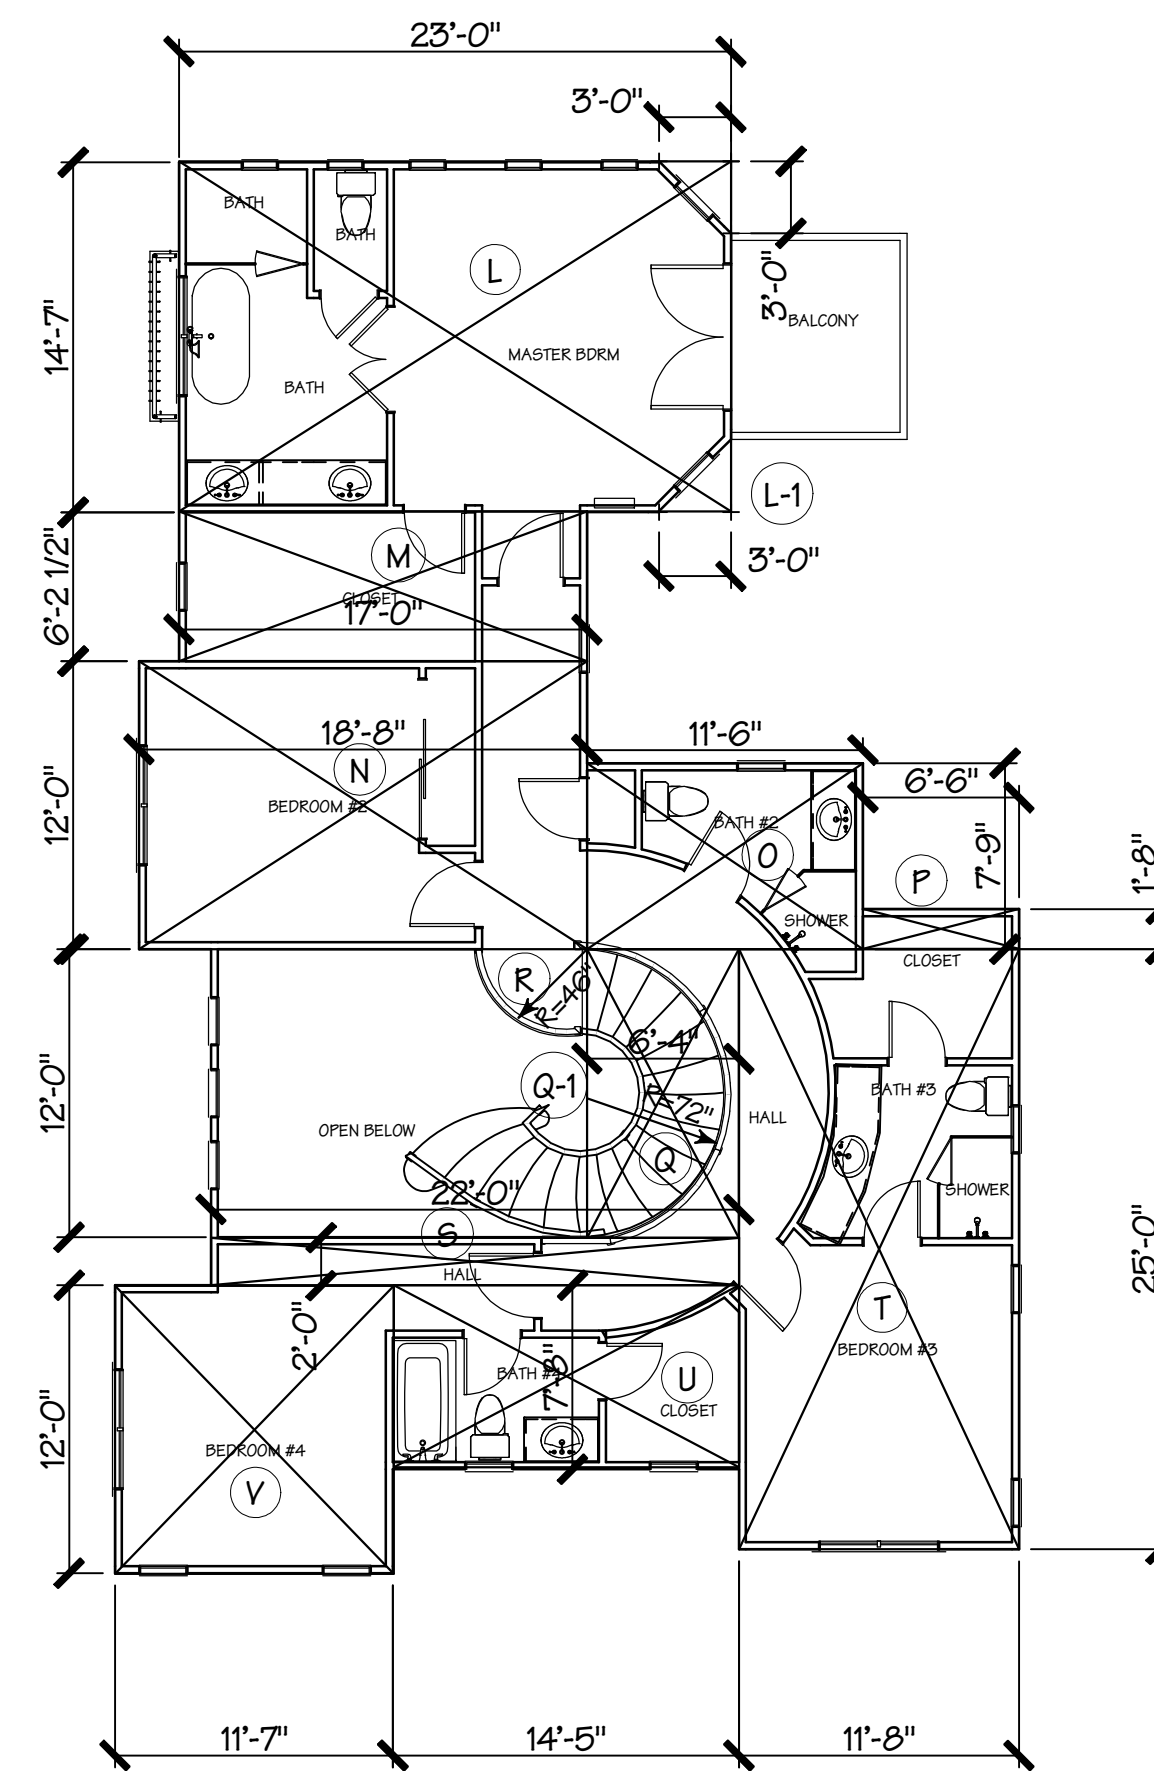 23'-0"
3'-0"
BATH
BATH
L
3'-0"
BALCONY
14'-7"
MASTER BDRM
BATH
L-1
M
3'-0"
6'-2 1/2"
CLOSET
17'-0"
18'-8"
11'-6"
N
6'-6"
BEDROOM #2
12'-0"
BATH #2
O
7'-9"
1'-8"
P
SHOWER
CLOSET
R
R=46"
6'-4"
12'-0"
Q-1
R=72"
BATH #3
OPEN BELOW
HALL
Q
SHOWER
22'-0"
S
HALL
25'-0"
T
2'-0"
BEDROOM #3
7'-8"
BATH #4
U
CLOSET
12'-0"
BEDROOM #4
V
11'-7"
14'-5"
11'-8"